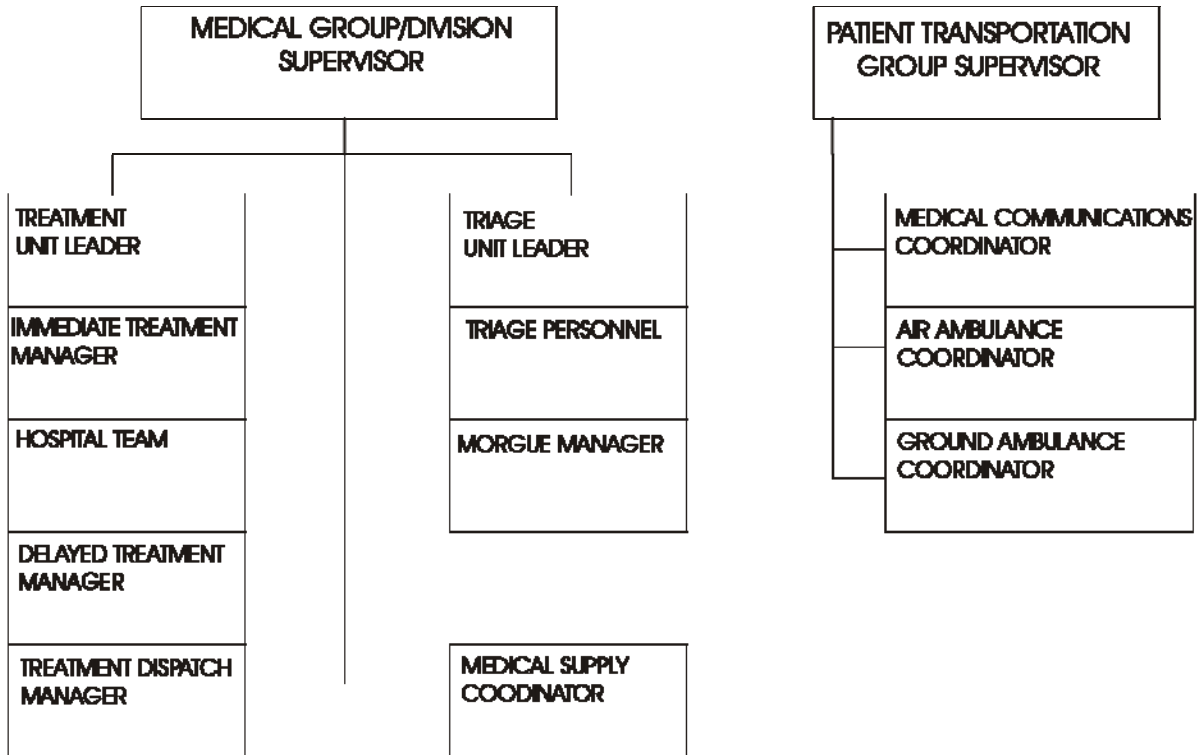 MEDICAL GROUP/DIVISION
SUPERVISOR
PATIENT TRANSPORTATION
GROUP SUPERVISOR
TREATMENT
UNIT LEADER
IMMEDIATE TREATMENT
MANAGER
HOSPITAL TEAM
DELAYED TREATMENT
MANAGER
TREATMENT DISPATCH
MANAGER
TRIAGE
UNIT LEADER
TRIAGE PERSONNEL
MORGUE MANAGER
MEDICAL SUPPLY
COODINATOR
MEDICAL COMMUNICATIONS
COORDINATOR
AIR AMBULANCE
COORDINATOR
GROUND AMBULANCE
COORDINATOR